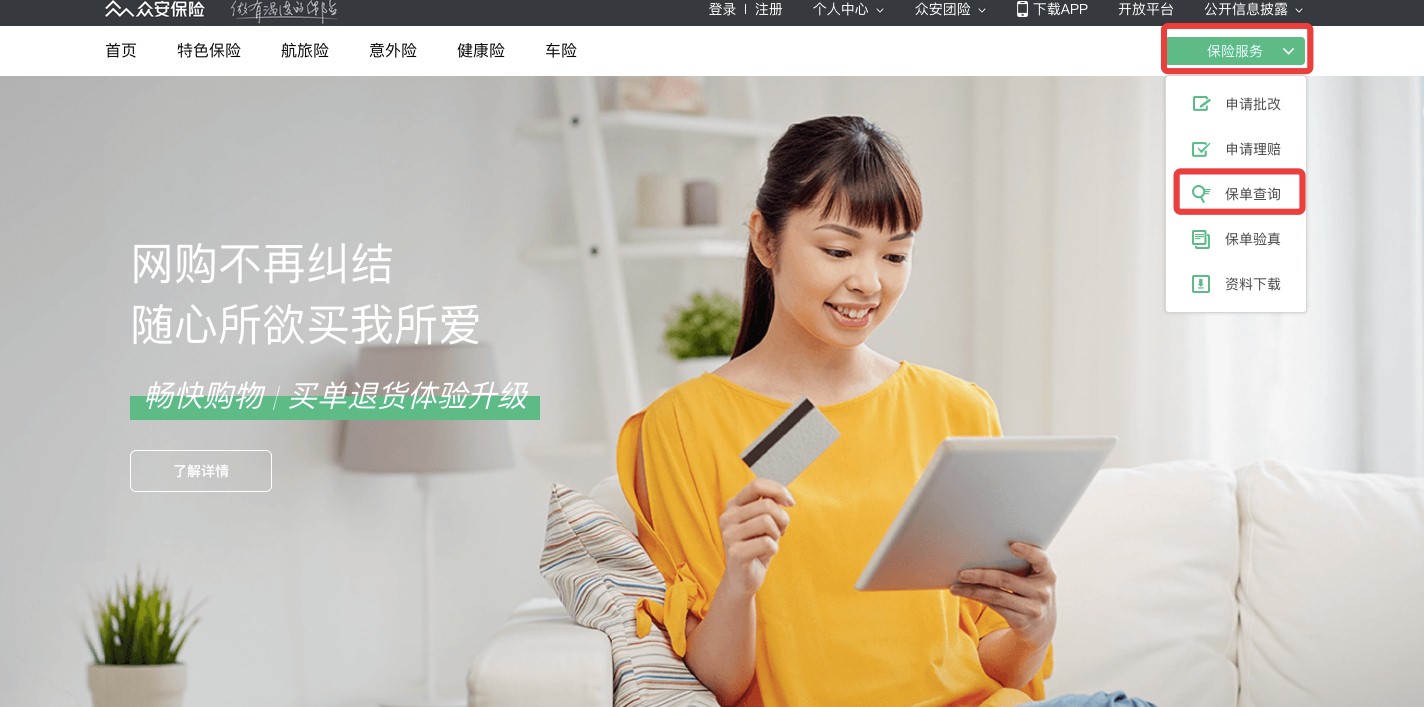 众安保险 做有温度的保险 登录 | 注册 个人中心 众安团险 下载APP 开放平台 公开信息披露
首页 特色保险 航旅险 意外险 健康险 车险 保险服务
申请批改
申请理赔
保单查询
保单验真
资料下载
网购不再纠结
随心所欲买我所爱
畅快购物 | 买单退货体验升级
了解详情